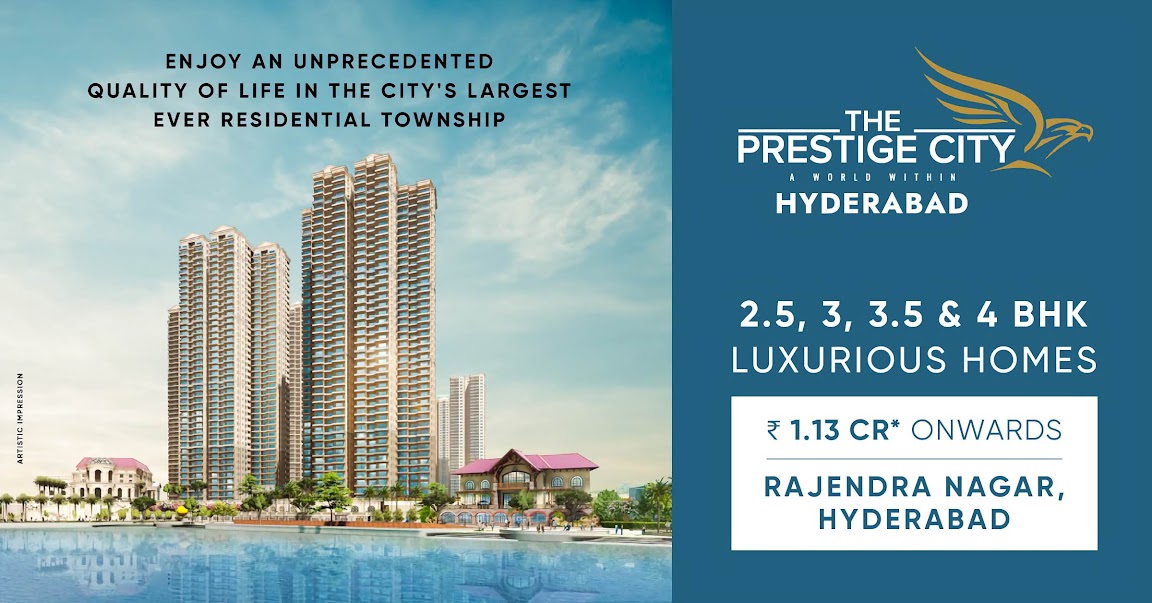 ENJOY AN UNPRECEDENTED
QUALITY OF LIFE IN THE CITY'S LARGEST
EVER RESIDENTIAL TOWNSHIP
ARTISTIC IMPRESSION
THE
PRESTIGE CITY
A WORLD WITHIN
HYDERABAD
2.5, 3, 3.5 & 4 BHK
LUXURIOUS HOMES
₹ 1.13 CR* ONWARDS
RAJENDRA NAGAR,
HYDERABAD